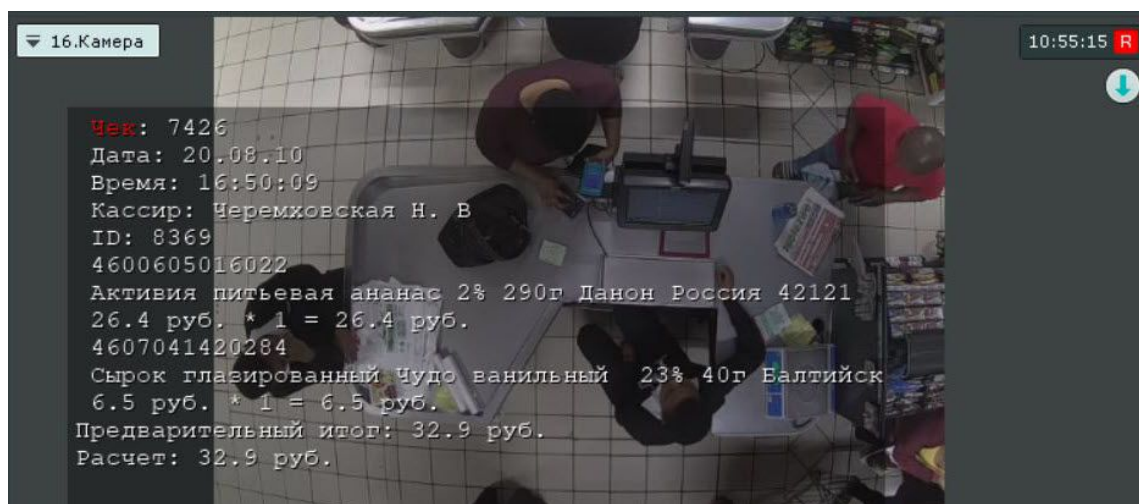 16.Камера
10:55:15 R
Чек: 7426
Дата: 20.08.10
Время: 16:50:09
Кассир: Черемховская Н. В
ID: 8369
4600605016022
Активия питьевая ананас 2% 290г Данон Россия 42121
26.4 руб. * 1 = 26.4 руб.
4607041420284
Сырок глазированный Чудо ванильный 23% 40г Балтийск
6.5 руб. * 1 = 6.5 руб.
Предварительный итог: 32.9 руб.
Расчет: 32.9 руб.